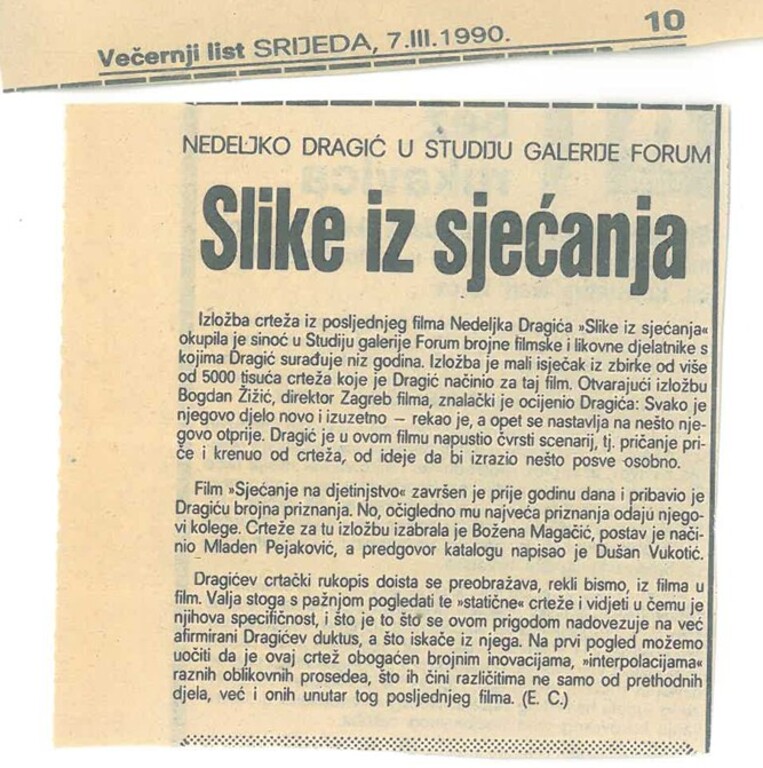 Večernji list SRIJEDA, 7.III.1990.
10
NEDELJKO DRAGIĆ U STUDIJU GALERIJE FORUM
Slike iz sjećanja
Izložba crteža iz posljednjeg filma Nedeljka Dragića »Slike iz sjećanja«
okupila je sinoć u Studiju galerije Forum brojne filmske i likovne djelatnike s
kojima Dragić surađuje niz godina. Izložba je mali isječak iz zbirke od više
od 5000 tisuća crteža koje je Dragić načinio za taj film. Otvarajući izložbu
Bogdan Žižić, direktor Zagreb filma, znalački je ocijenio Dragića: Svako je
njegovo djelo novo i izuzetno — rekao je, a opet se nastavlja na nešto nje-
govo otprije. Dragić je u ovom filmu napustio čvrsti scenarij, tj. pričanje pri-
če i krenuo od crteža, od ideje da bi izrazio nešto posve osobno.
Film »Sjećanje na djetinjstvo« završen je prije godinu dana i pribavio je
Dragiću brojna priznanja. No, očigledno mu najveća priznanja odaju njego-
vi kolege. Crteže za tu izložbu izabrala je Božena Magačić, postav je nači-
nio Mladen Pejaković, a predgovor katalogu napisao je Dušan Vukotić.
Dragićev crtački rukopis doista se preobražava, rekli bismo, iz filma u
film. Valja stoga s pažnjom pogledati te »statične« crteže i vidjeti u čemu je
njihova specifičnost, i što je to što se ovom prigodom nadovezuje na već
afirmirani Dragićev duktus, a što iskače iz njega. Na prvi pogled možemo
uočiti da je ovaj crtež obogaćen brojnim inovacijama, »interpolacijama«
raznih oblikovnih prosedea, što ih čini različitima ne samo od prethodnih
djela, već i onih unutar tog posljednjeg filma. (E. C.)